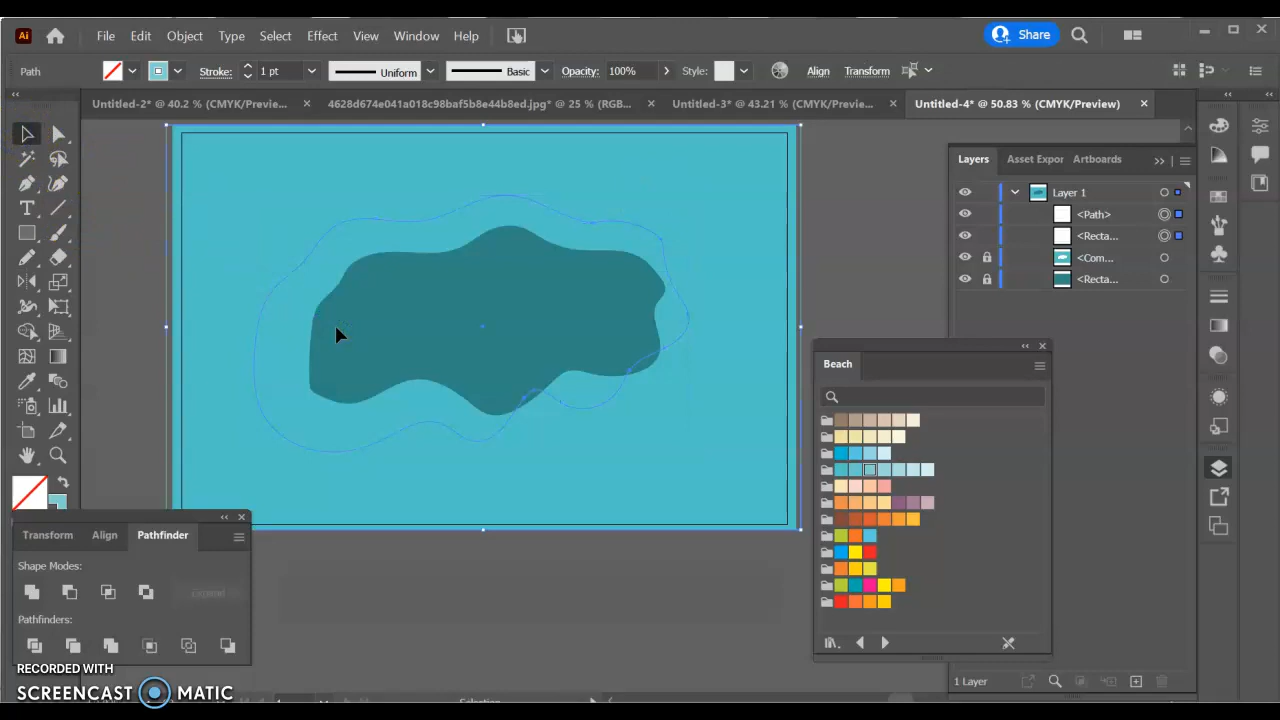 Ai File Edit Object Type Select Effect View Window Help Share
Path Stroke: 1 pt Uniform Basic Opacity: 100% Style: Align Transform
Untitled-2* @ 40.2 % (CMYK/Preview... 4628d674e041a018c98baf5b8e44b8ed.jpg* @ 25 % (RGB... Untitled-3* @ 43.21 % (CMYK/Preview... Untitled-4* @ 50.83 % (CMYK/Preview)
Layers Asset Expor Artboards
Layer 1
<Path>
<Recta...
<Com...
<Recta...
Beach
Transform Align Pathfinder
Shape Modes:
Expand
Pathfinders:
RECORDED WITH
SCREENCAST MATIC
1 Layer
Selection